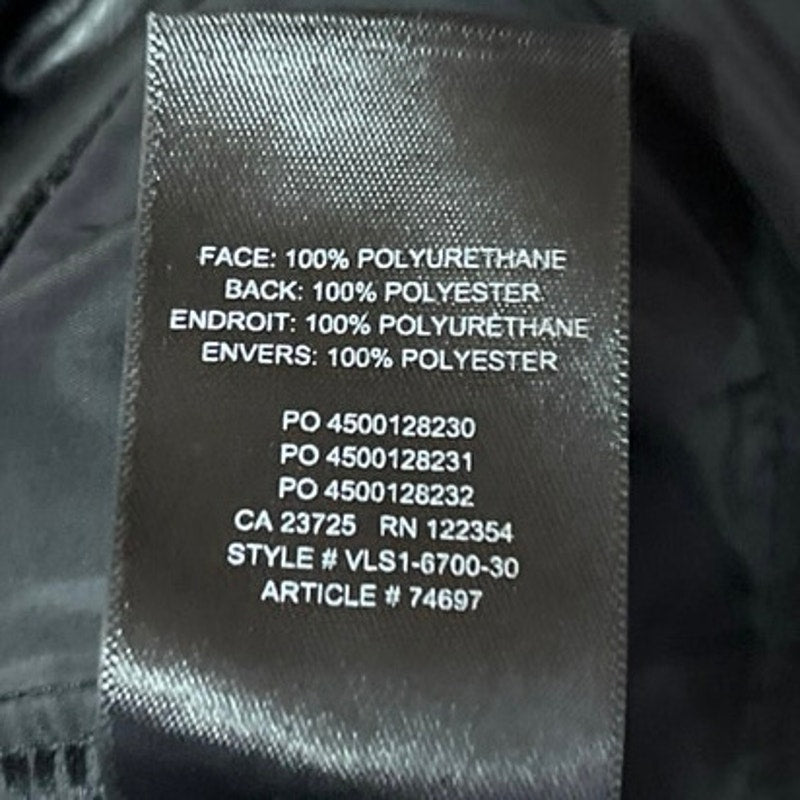 FACE: 100% POLYURETHANE
BACK: 100% POLYESTER
ENDROIT: 100% POLYURÉTHANE
ENVERS: 100% POLYESTER
PO 4500128230
PO 4500128231
PO 4500128232
CA 23725 RN 122354
STYLE # VLS1-6700-30
ARTICLE # 74697